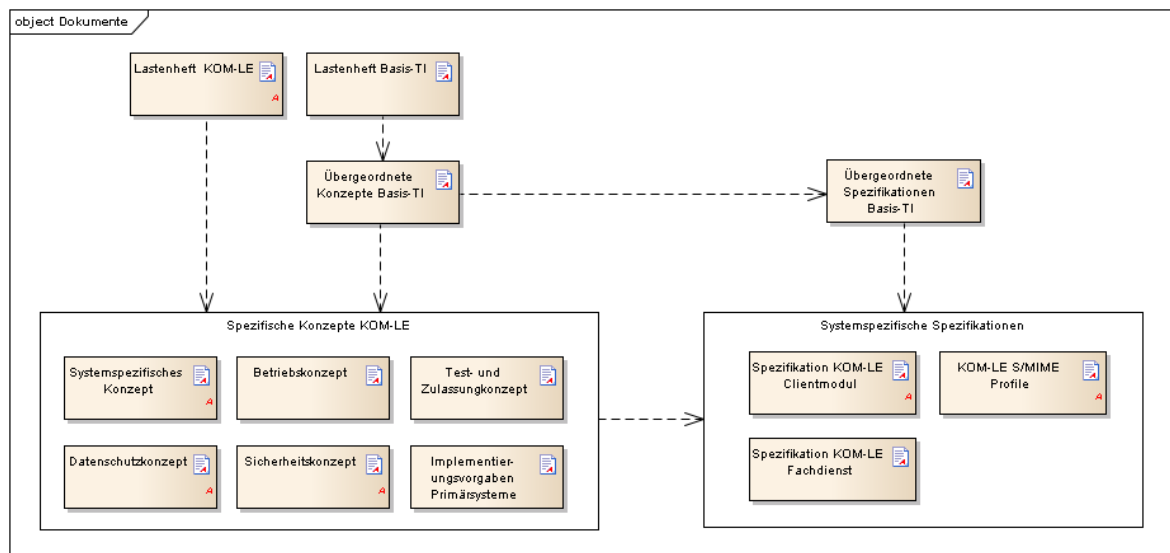 object Dokumente
Lastenheft KOM-LE
A
Lastenheft Basis-TI
Übergeordnete
Konzepte Basis-TI
Übergeordnete
Spezifikationen
Basis-TI
Spezifische Konzepte KOM-LE
Systemspezifisches
Konzept
A
Betriebskonzept
Test- und
Zulassungkonzept
Datenschutzkonzept
A
Sicherheitskonzept
A
Implementier-
ungsvorgaben
Primärsysteme
Systemspezifische Spezifikationen
Spezifikation KOM-LE
Clientmodul
A
KOM-LE S/MIME
Profile
A
Spezifikation KOM-LE
Fachdienst